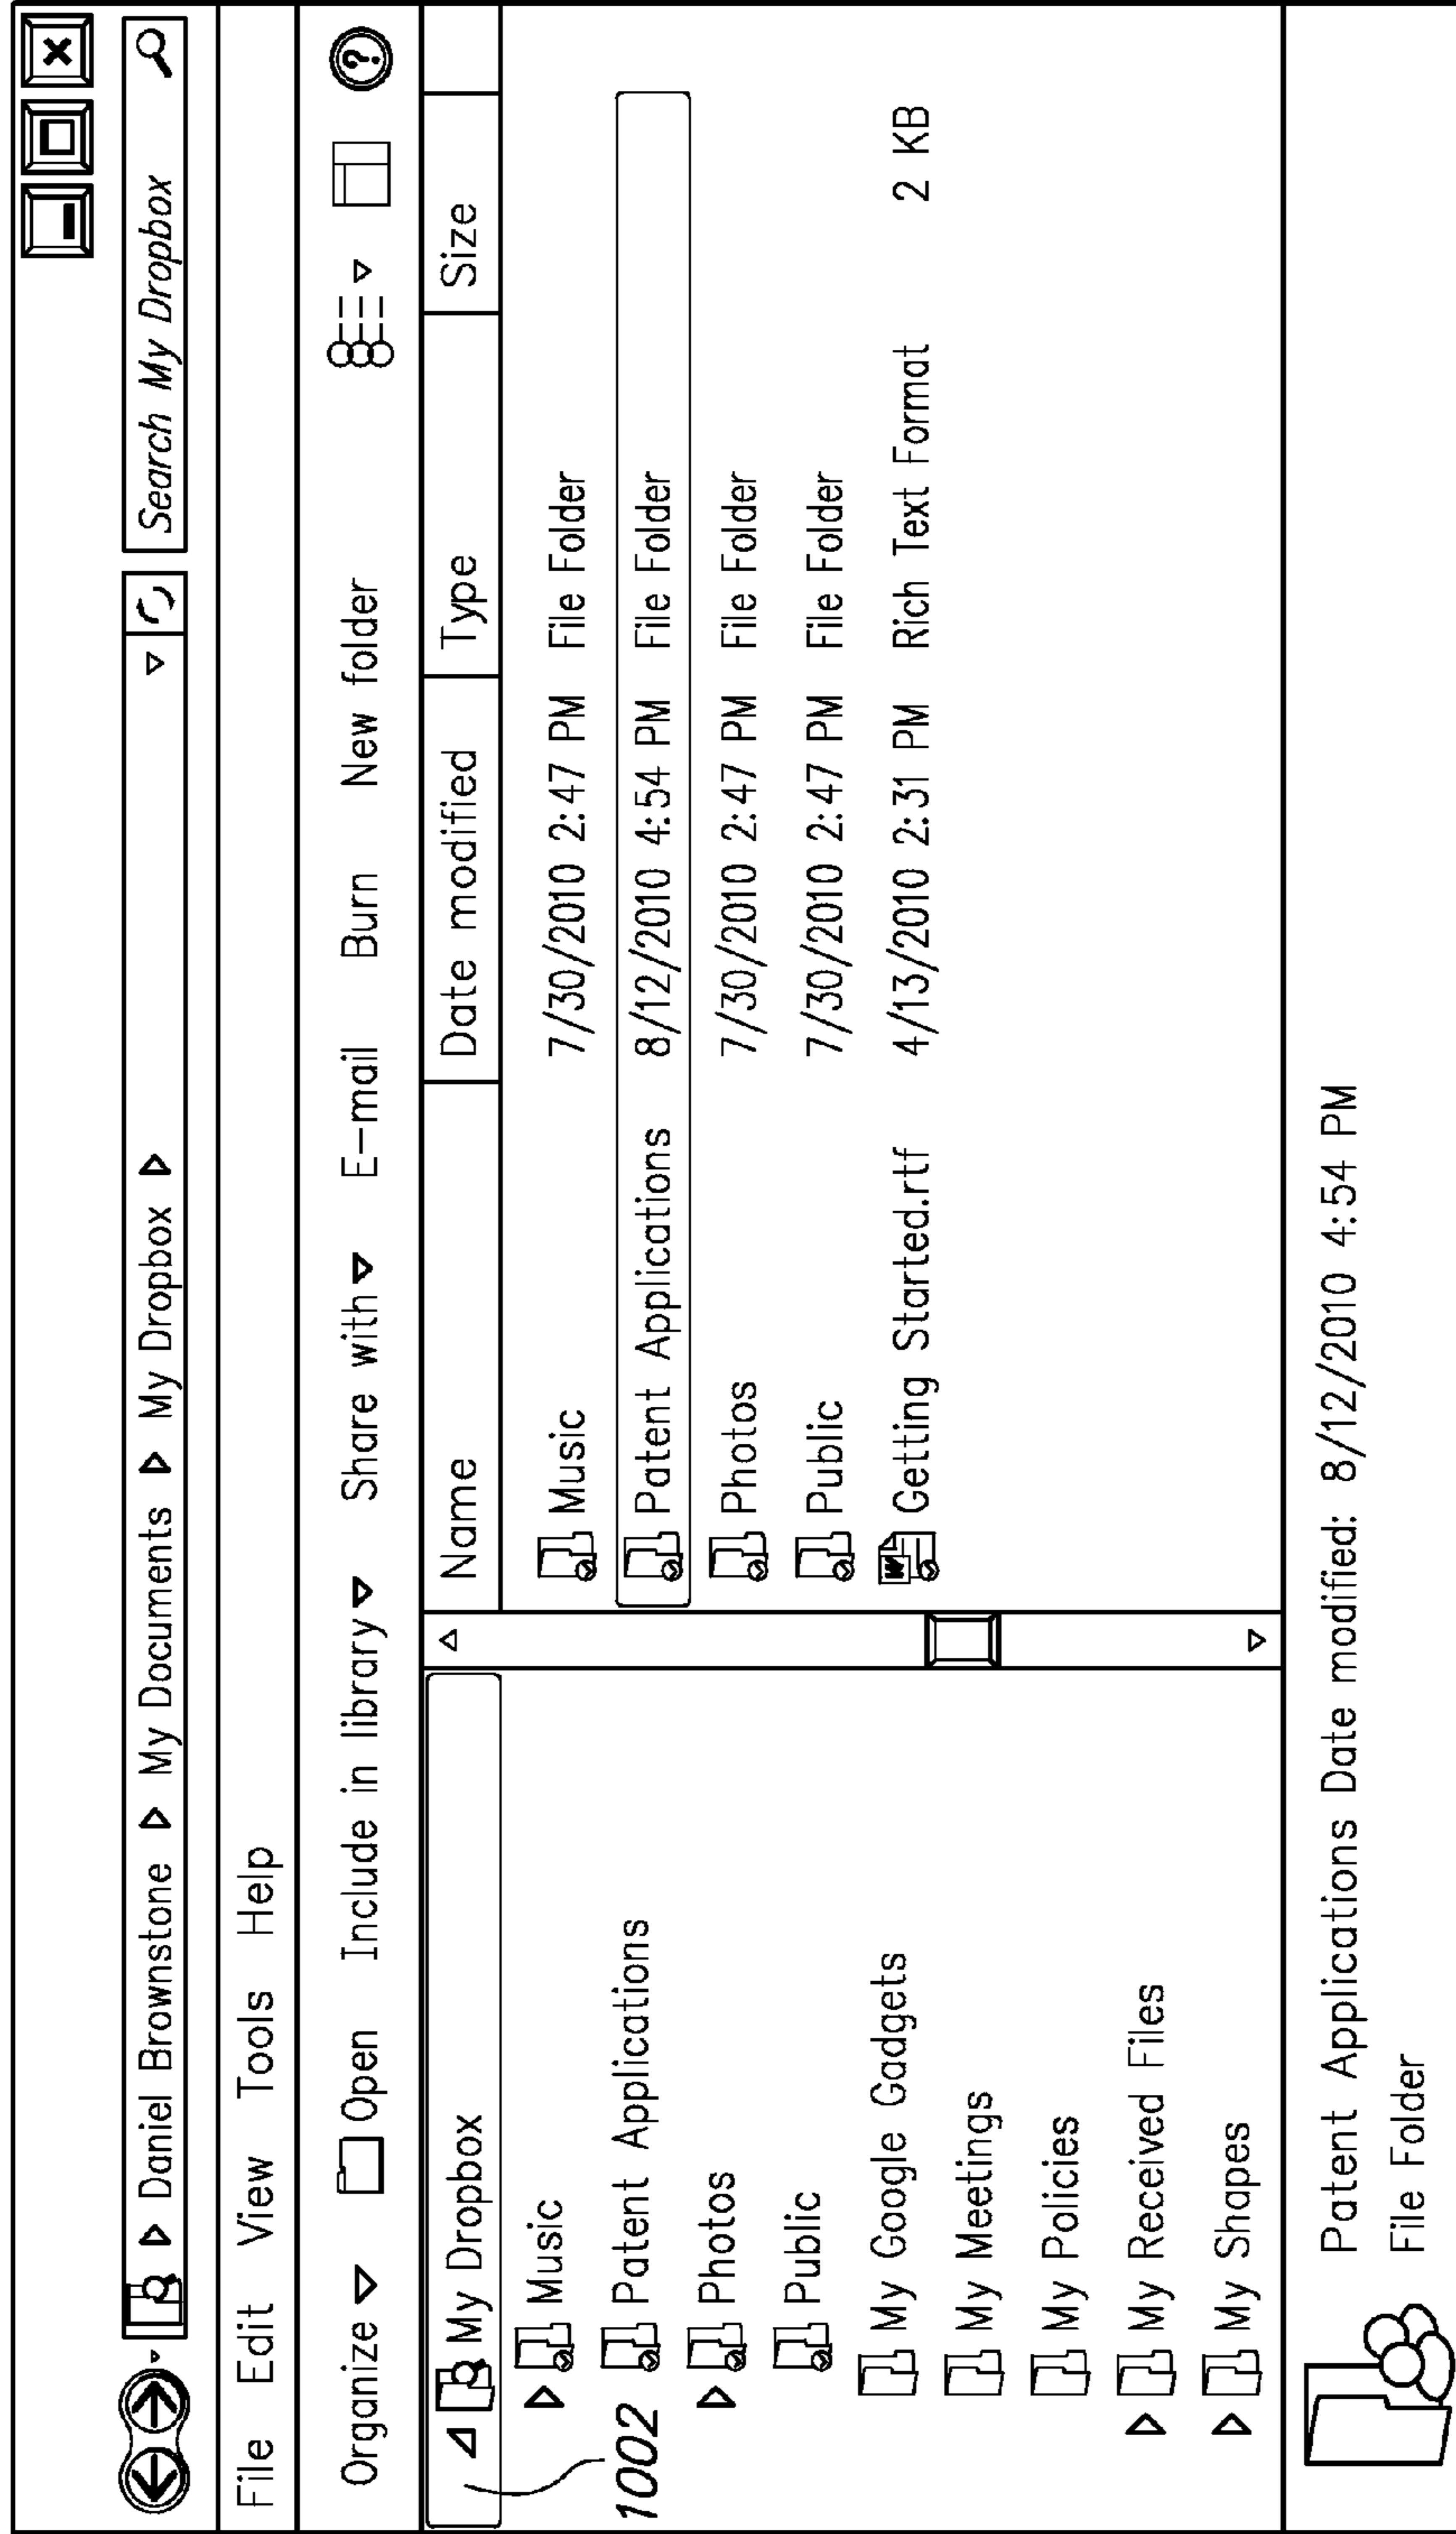 Daniel Brownstone My Documents My Dropbox Search My Dropbox
File Edit View Tools Help
Organize Open Include in library Share with E-mail Burn New folder ?
My Dropbox
1002
Music
Patent Applications
Photos
Public
My Google Gadgets
My Meetings
My Policies
My Received Files
My Shapes
Name Date modified Type Size
Music 7/30/2010 2:47 PM File Folder
Patent Applications 8/12/2010 4:54 PM File Folder
Photos 7/30/2010 2:47 PM File Folder
Public 7/30/2010 2:47 PM File Folder
W Getting Started.rtf 4/13/2010 2:31 PM Rich Text Format 2 KB
Patent Applications Date modified: 8/12/2010 4:54 PM
File Folder